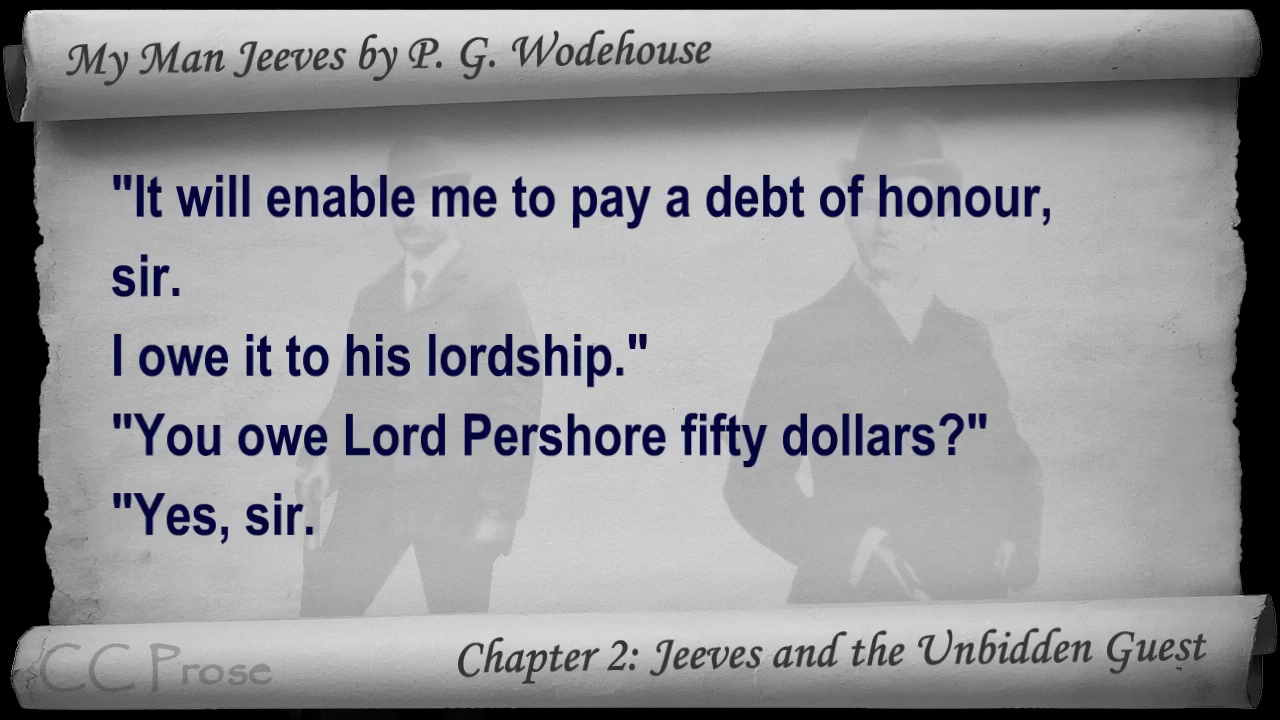 My Man Jeeves by P. G. Wodehouse
"It will enable me to pay a debt of honour,
sir.
I owe it to his lordship."
"You owe Lord Pershore fifty dollars?"
"Yes, sir.
CC Prose
Chapter 2: Jeeves and the Unbidden Guest